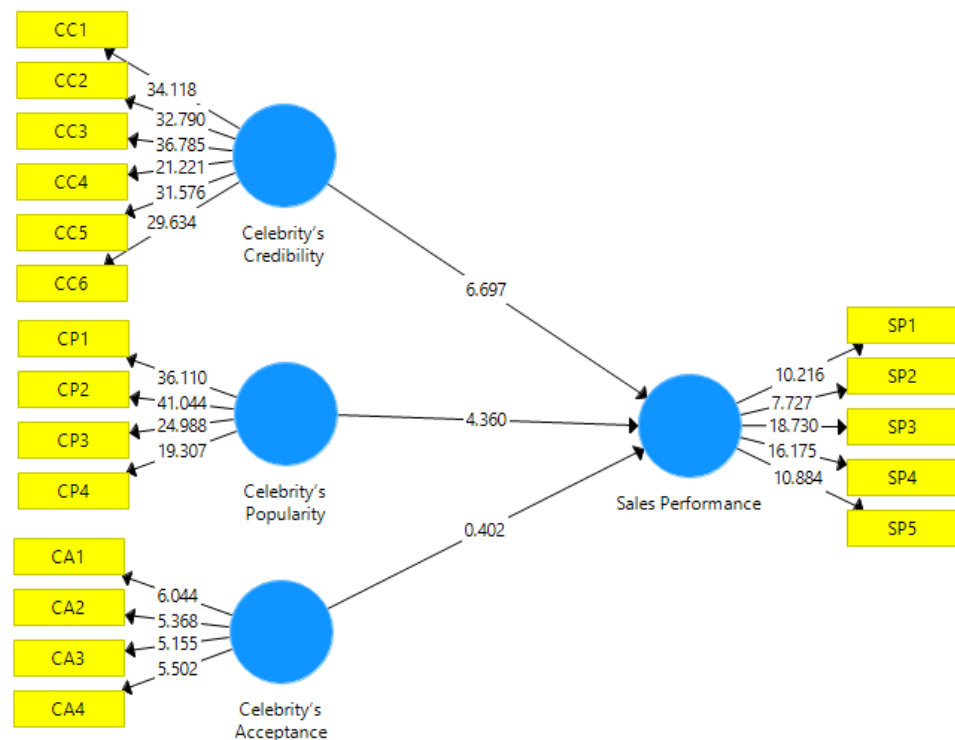 CC1
CC2
CC3
CC4
CC5
CC6
34.118
32.790
36.785
21.221
31.576
29.634
Celebrity’s
Credibility
6.697
CP1
CP2
CP3
CP4
36.110
41.044
24.988
19.307
Celebrity’s
Popularity
4.360
CA1
CA2
CA3
CA4
6.044
5.368
5.155
5.502
Celebrity’s
Acceptance
0.402
Sales Performance
10.216
7.727
18.730
16.175
10.884
SP1
SP2
SP3
SP4
SP5